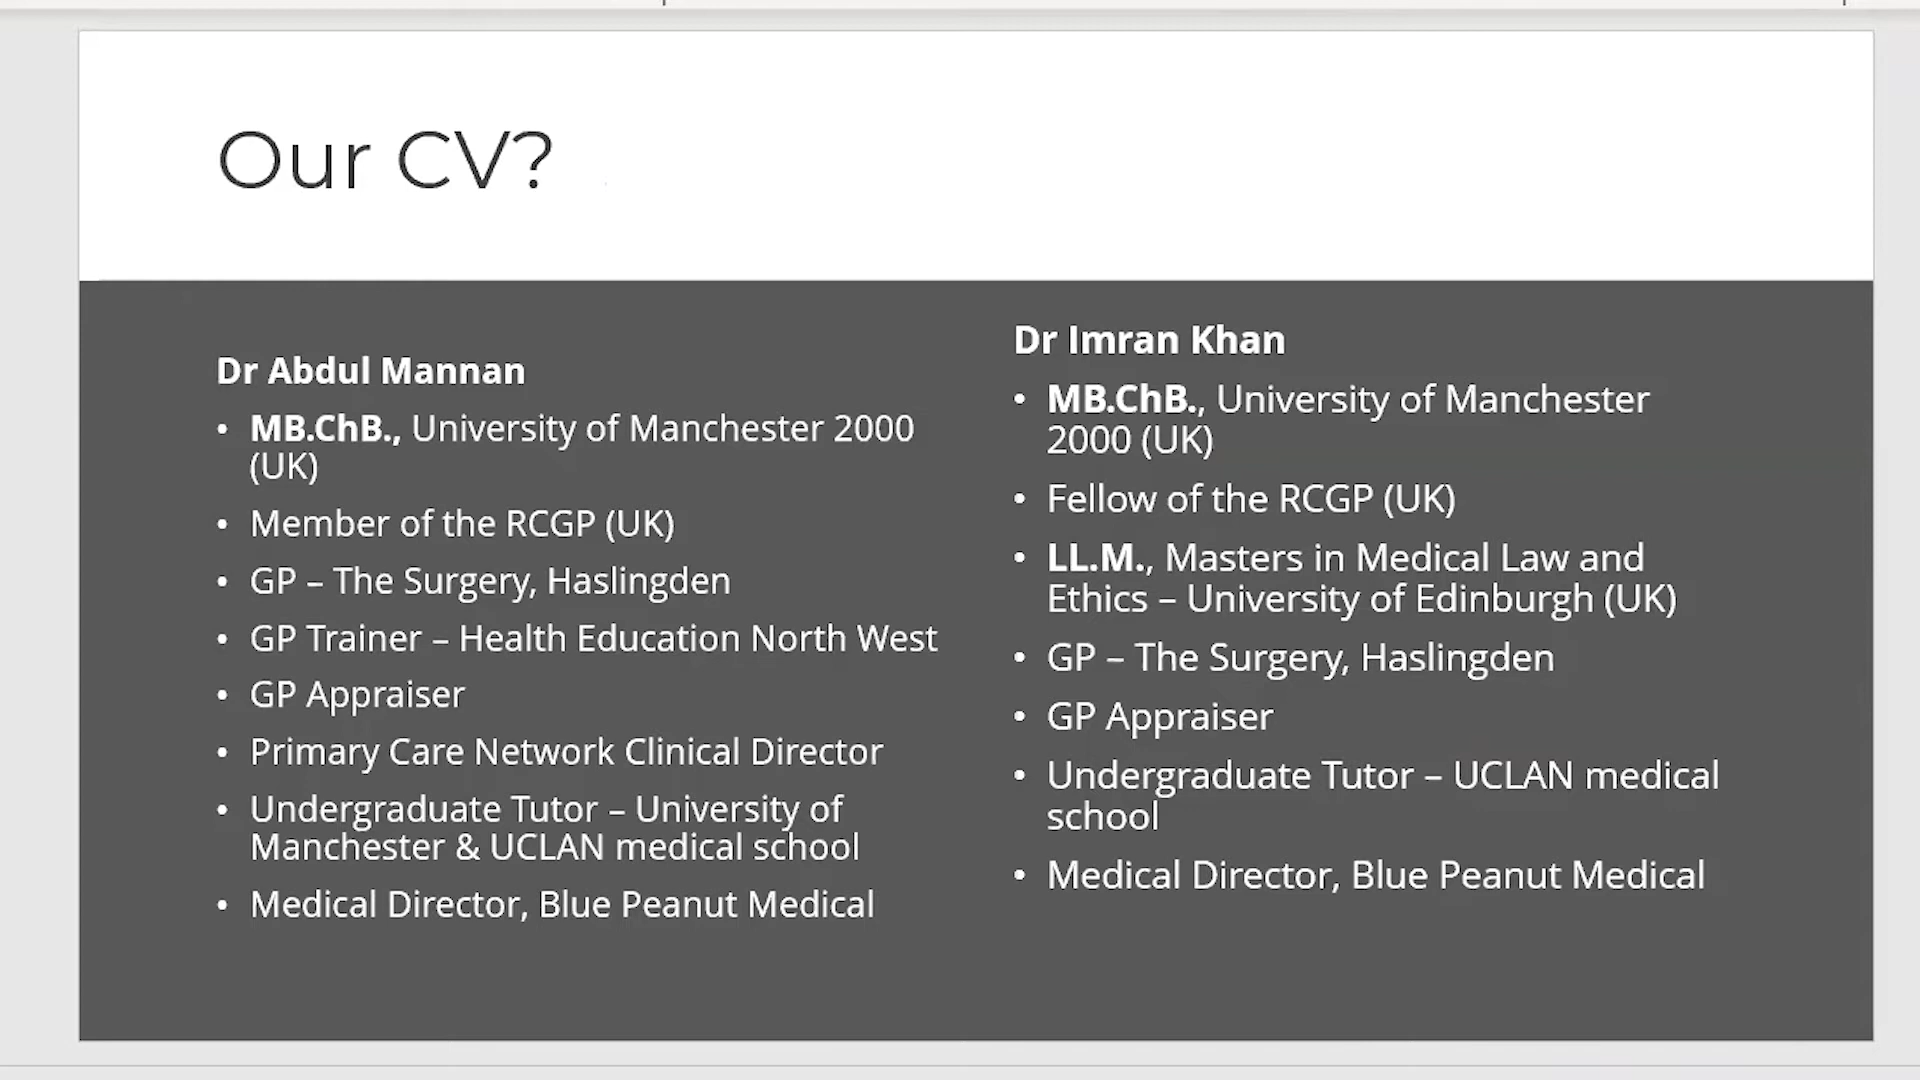 Our CV?
Dr Abdul Mannan
• MB.ChB., University of Manchester 2000
(UK)
• Member of the RCGP (UK)
• GP – The Surgery, Haslingden
• GP Trainer – Health Education North West
• GP Appraiser
• Primary Care Network Clinical Director
• Undergraduate Tutor – University of
Manchester & UCLAN medical school
• Medical Director, Blue Peanut Medical
Dr Imran Khan
• MB.ChB., University of Manchester
2000 (UK)
• Fellow of the RCGP (UK)
• LL.M., Masters in Medical Law and
Ethics – University of Edinburgh (UK)
• GP – The Surgery, Haslingden
• GP Appraiser
• Undergraduate Tutor – UCLAN medical
school
• Medical Director, Blue Peanut Medical